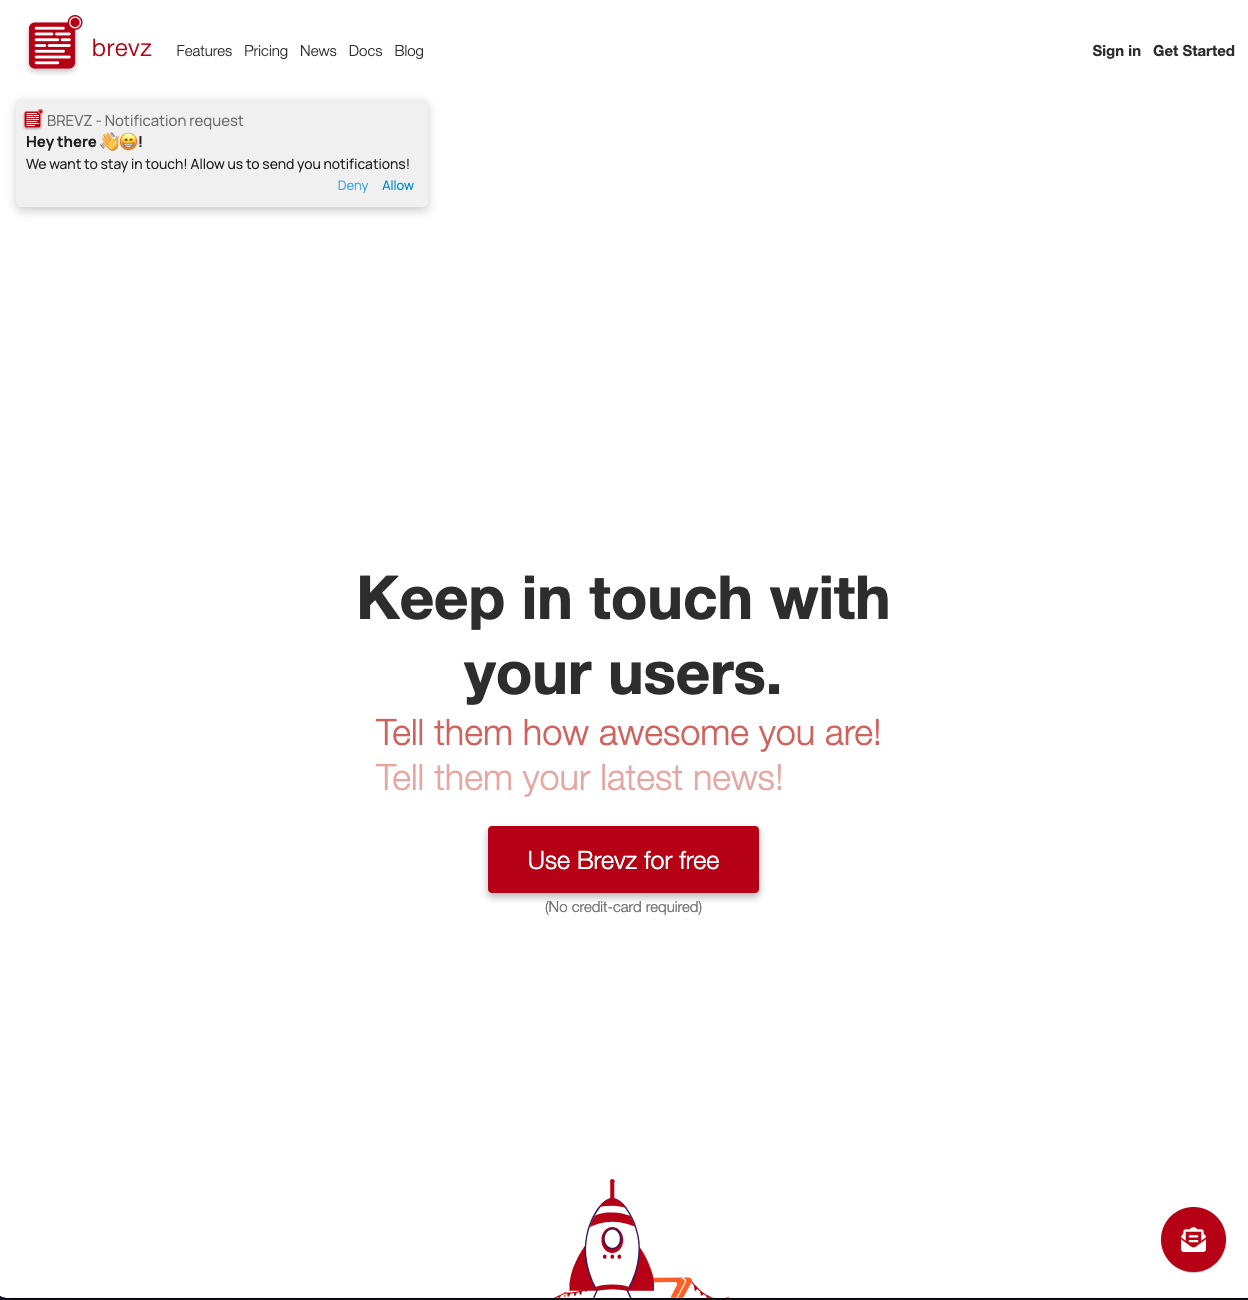 brevz Features Pricing News Docs Blog Sign in Get Started
BREVZ - Notification request
Hey there 👋😁!
We want to stay in touch! Allow us to send you notifications!
Deny Allow
Keep in touch with
your users.
Tell them how awesome you are!
Tell them your latest news!
Use Brevz for free
(No credit-card required)